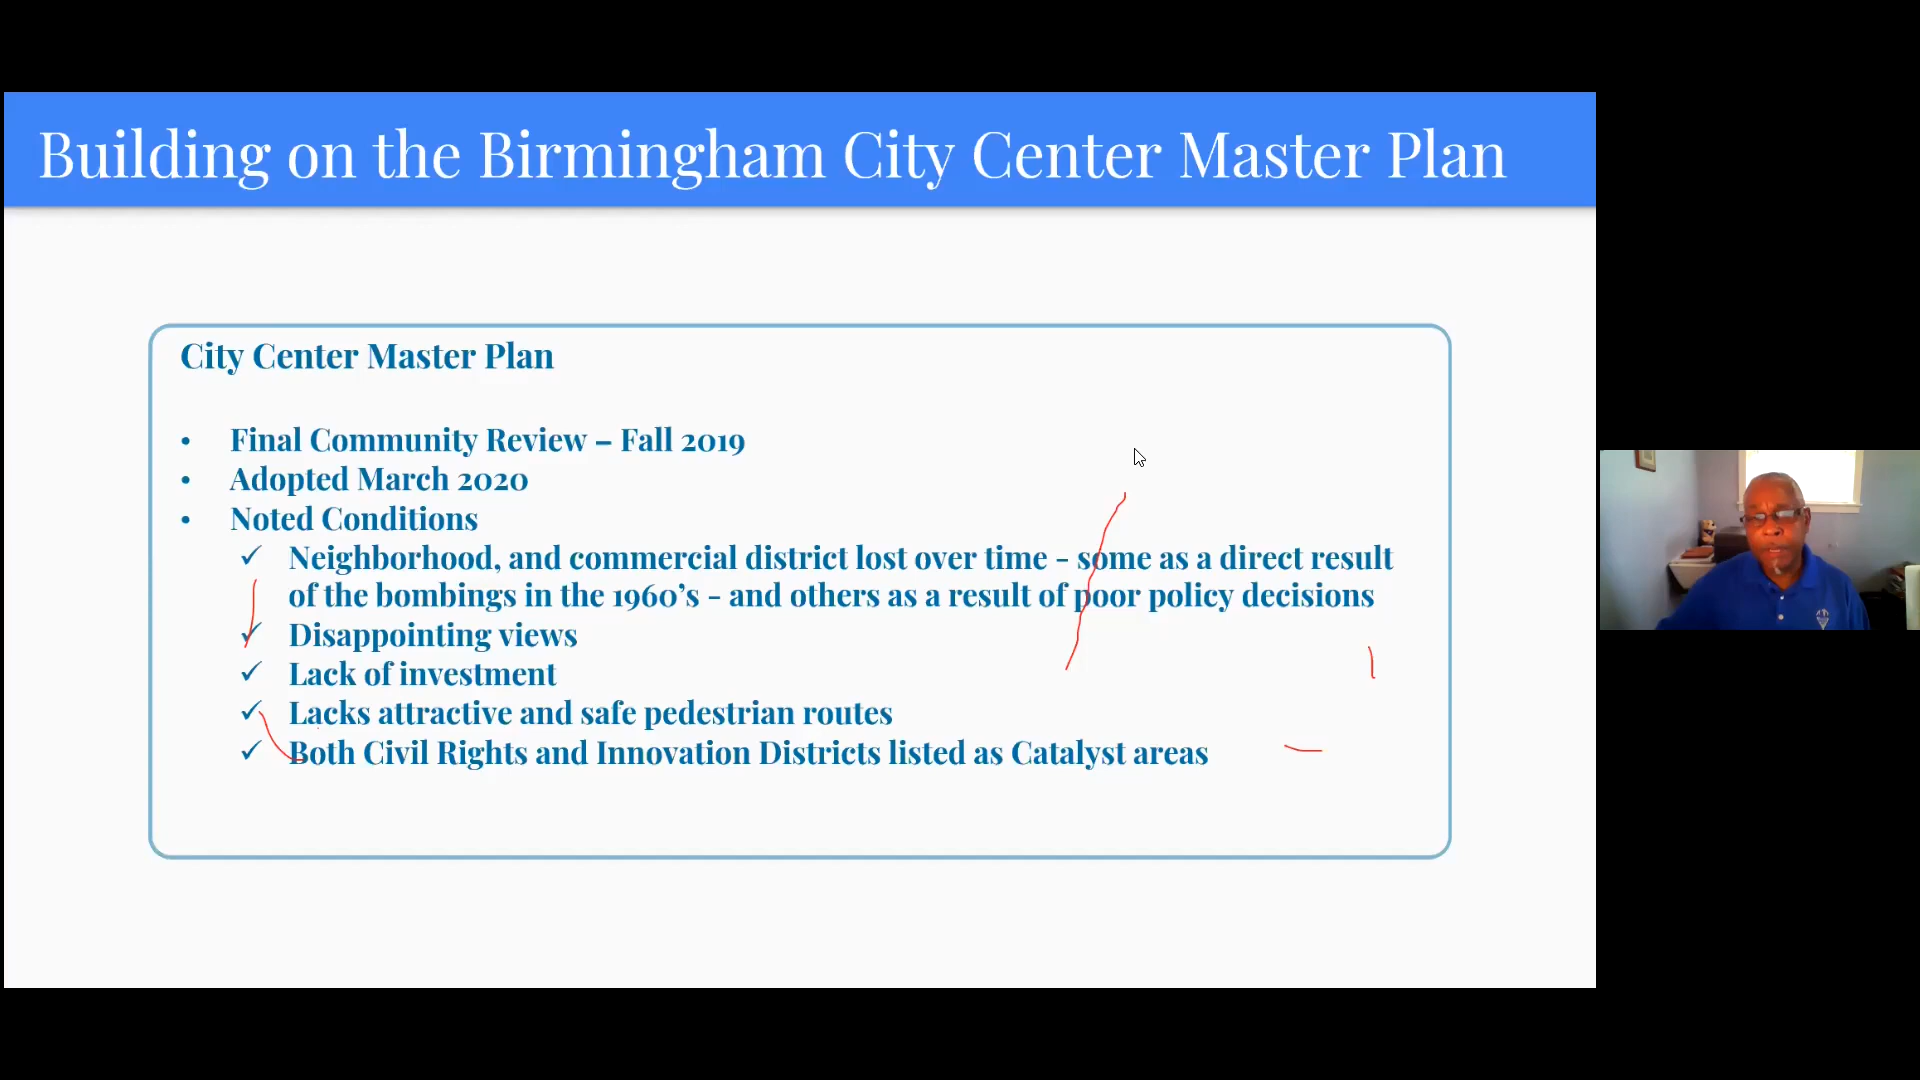 Building on the Birmingham City Center Master Plan
City Center Master Plan
• Final Community Review – Fall 2019
• Adopted March 2020
• Noted Conditions
✓ Neighborhood, and commercial district lost over time - some as a direct result
of the bombings in the 1960’s - and others as a result of poor policy decisions
✓ Disappointing views
✓ Lack of investment
✓ Lacks attractive and safe pedestrian routes
✓ Both Civil Rights and Innovation Districts listed as Catalyst areas